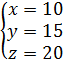 x = 10
y = 15
z = 20